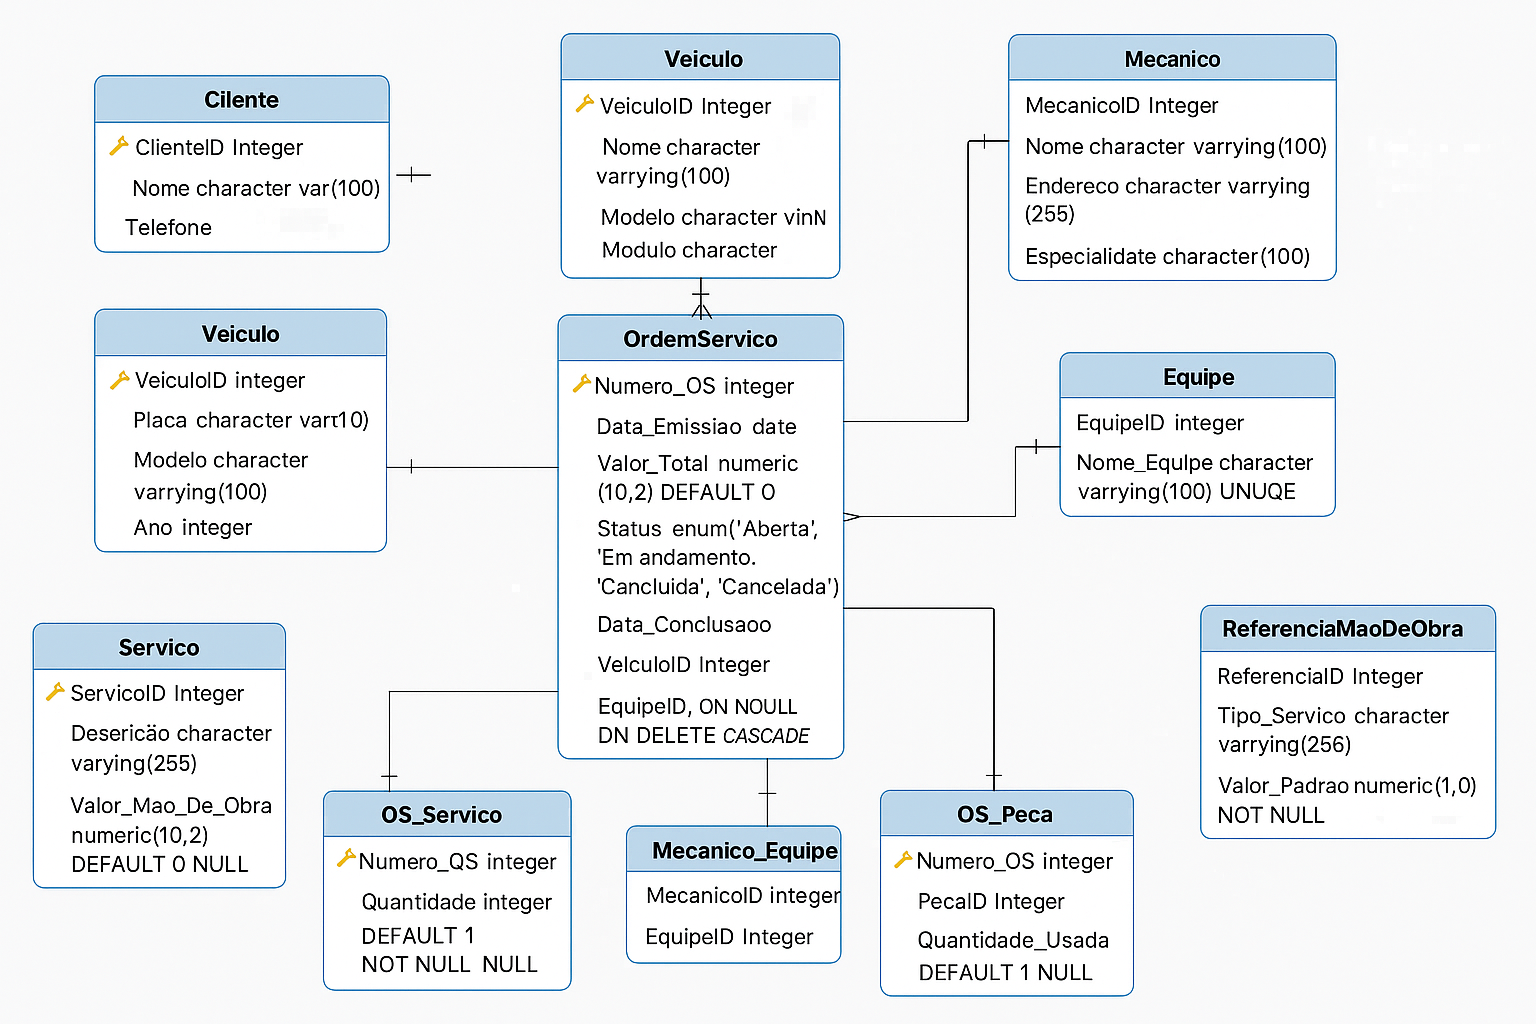 Cilente
ClienteID Integer
Nome character var(100)
Telefone
Veiculo
VeiculoID Integer
Nome character
varrying(100)
Modelo character vinN
Modulo character
Mecanico
MecanicoID Integer
Nome character varrying(100)
Endereco character varrying
(255)
Especialidate character(100)
Veiculo
VeiculoID integer
Placa character varτ10)
Modelo character
varrying(100)
Ano integer
OrdemServico
Numero_OS integer
Data_Emissiao date
Valor_Total numeric
(10,2) DEFAULT 0
Status enum('Aberta',
'Em andamento.
'Cancluida', 'Cancelada')
Data_Conclusaoo
VelculoID Integer
EquipeID, ON NOULL
DN DELETE CASCADE
Equipe
EquipeID integer
Nome_Equlpe character
varrying(100) UNUQE
Servico
ServicoID Integer
Desericäo character
varying(255)
Valor_Mao_De_Obra
numeric(10,2)
DEFAULT 0 NULL
OS_Servico
Numero_QS integer
Quantidade integer
DEFAULT 1
NOT NULL NULL
Mecanico_Equipe
MecanicoID integer
EquipeID Integer
OS_Peca
Numero_OS integer
PecaID Integer
Quantidade_Usada
DEFAULT 1 NULL
ReferenciaMaoDeObra
ReferenciaID Integer
Tipo_Servico character
varrying(256)
Valor_Padrao numeric(1,0)
NOT NULL